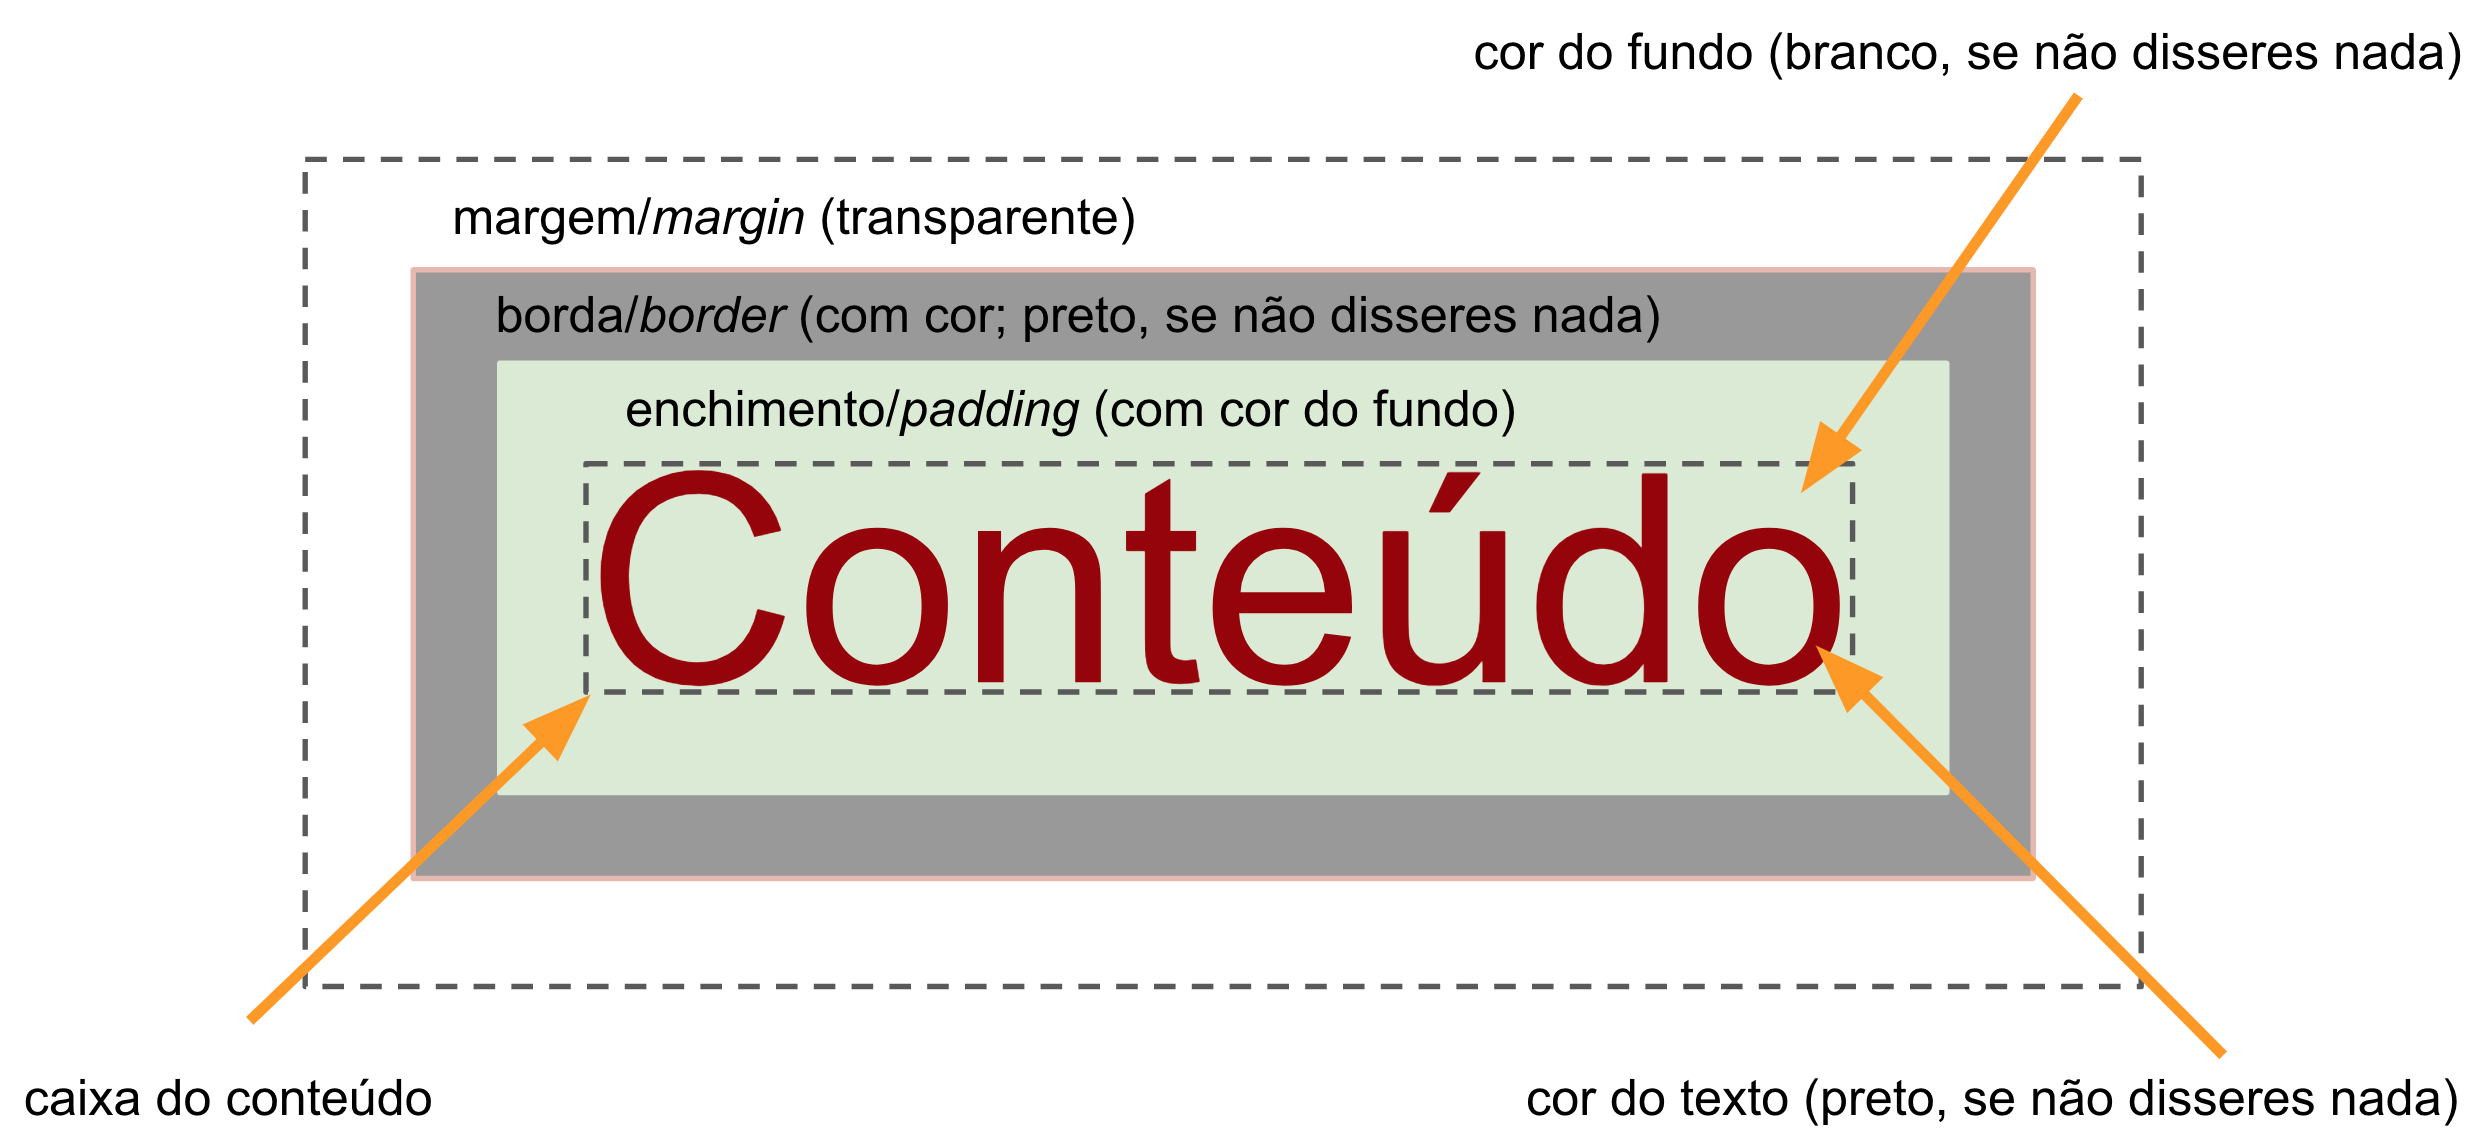 cor do fundo (branco, se não disseres nada)
margem/margin (transparente)
borda/border (com cor; preto, se não disseres nada)
enchimento/padding (com cor do fundo)
Conteúdo
caixa do conteúdo
cor do texto (preto, se não disseres nada)